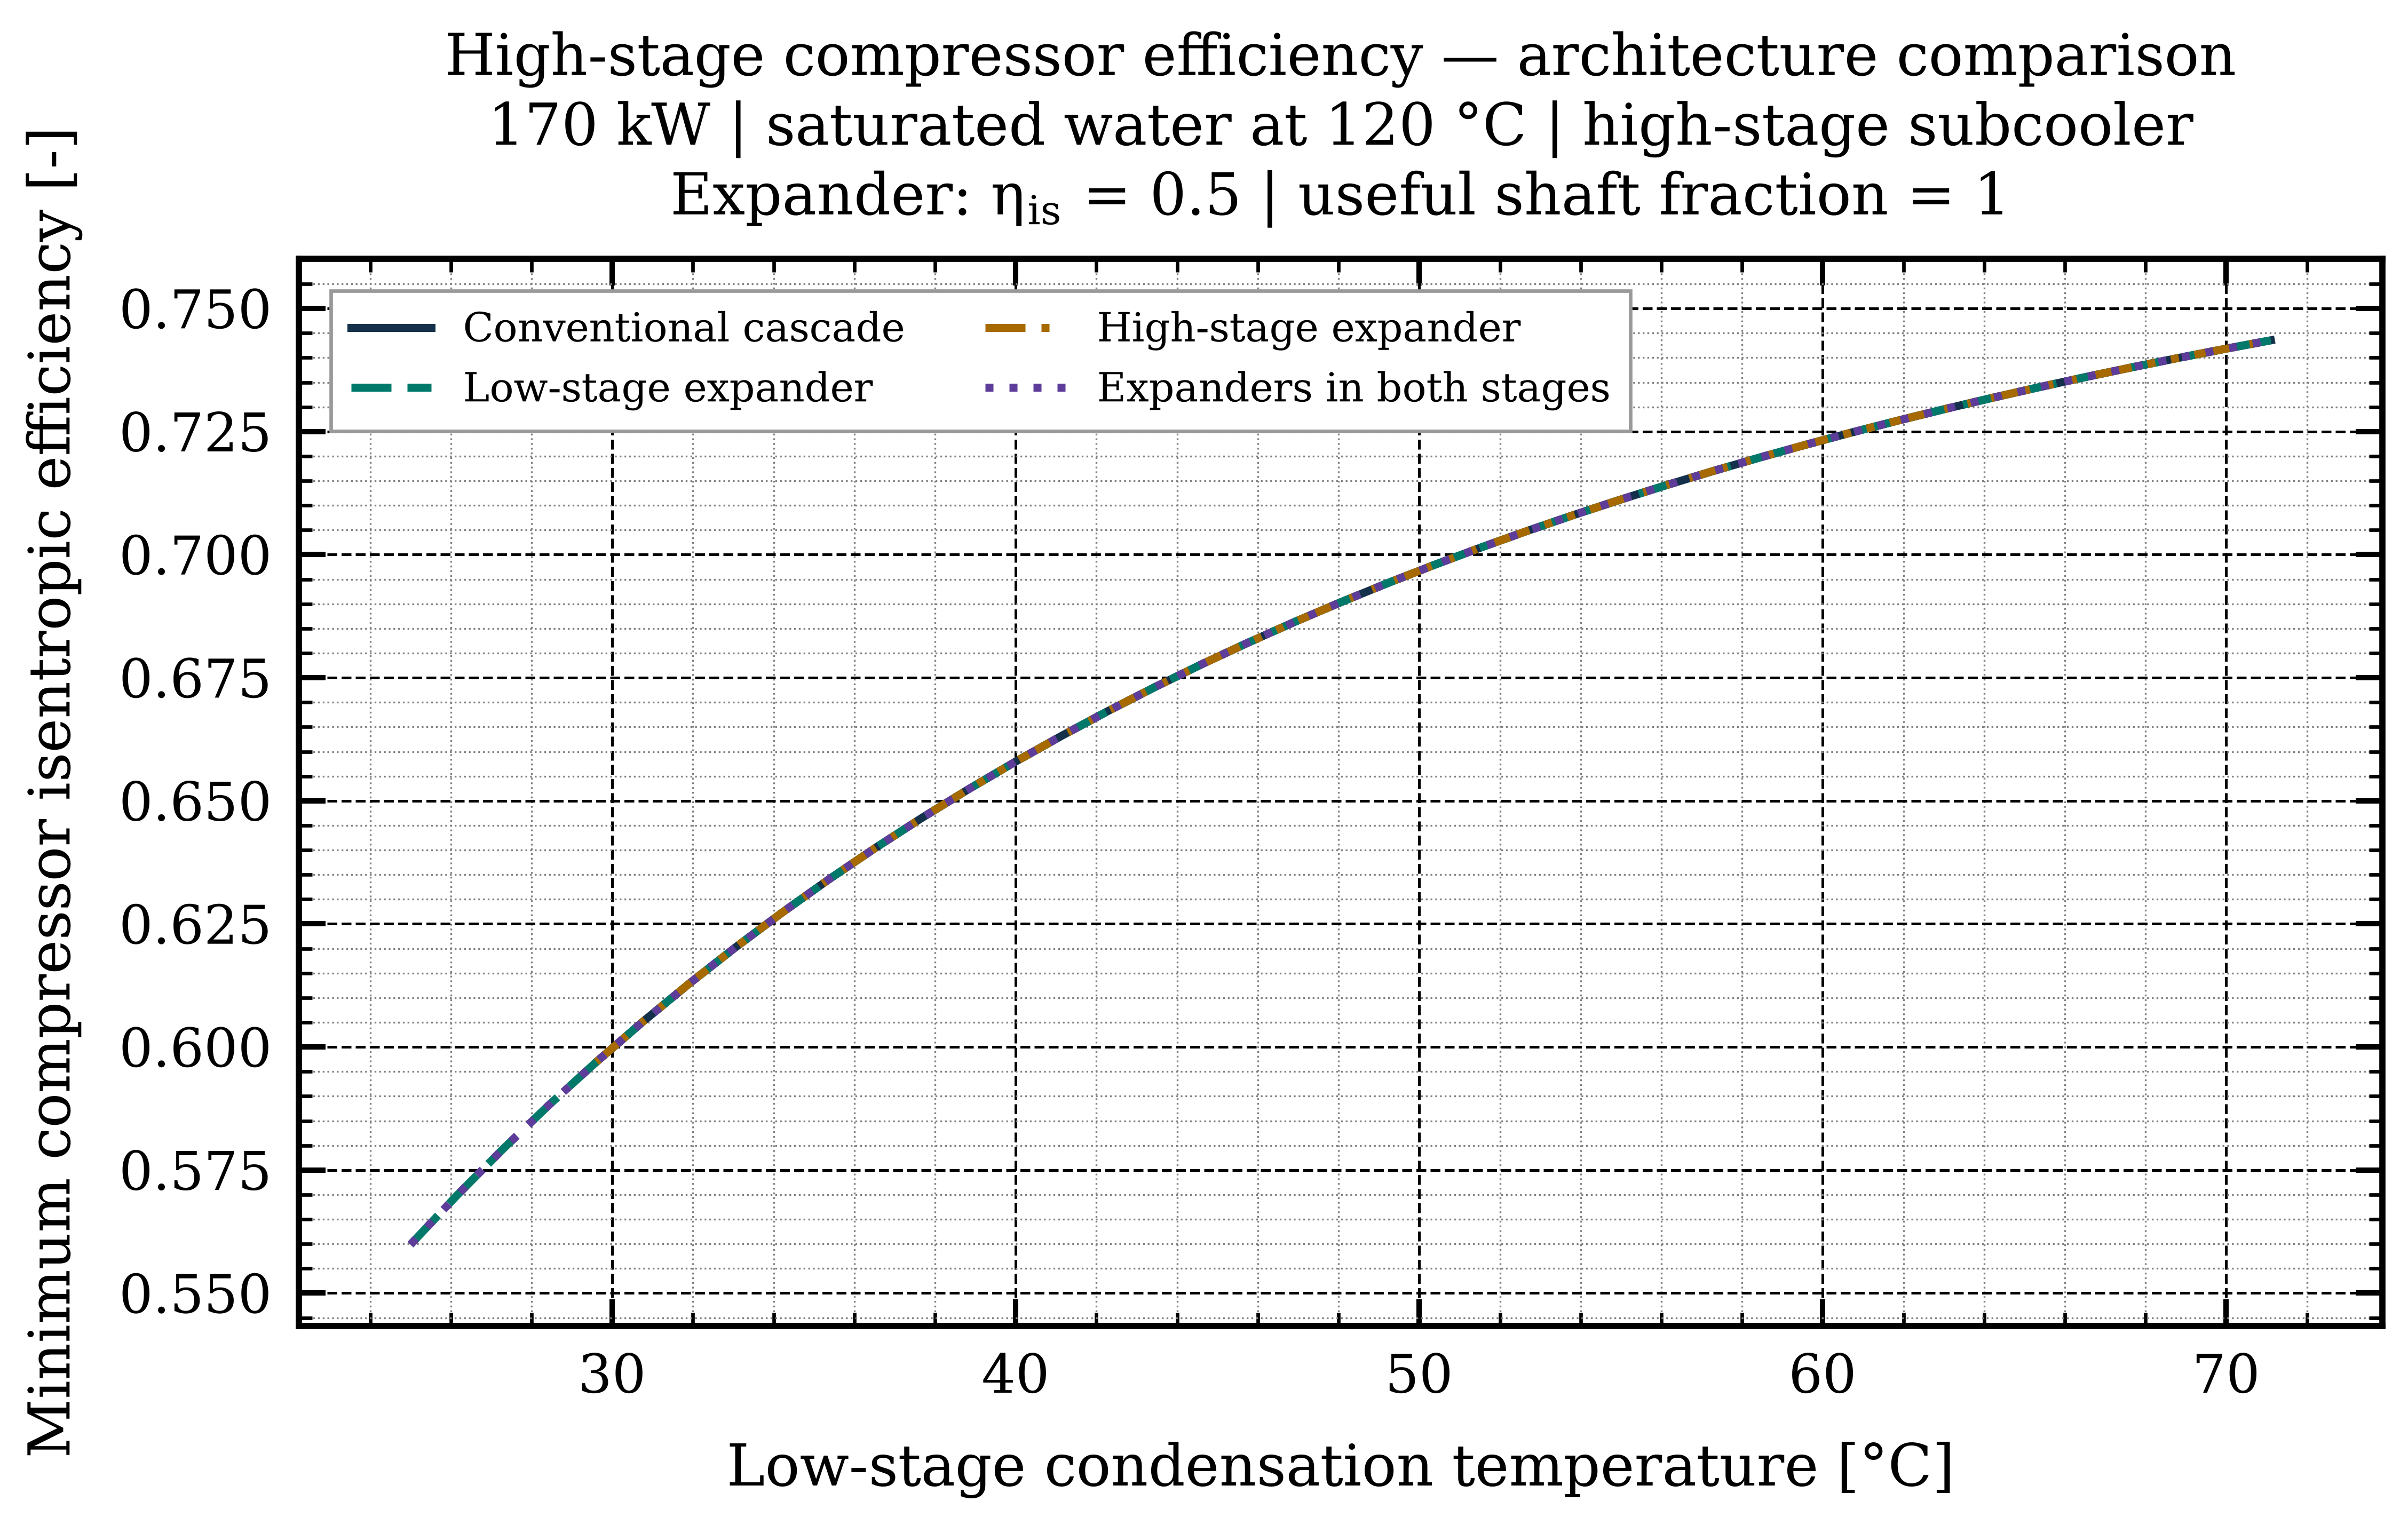 High-stage compressor efficiency — architecture comparison
170 kW | saturated water at 120 °C | high-stage subcooler
Expander: ηis = 0.5 | useful shaft fraction = 1
Minimum compressor isentropic efficiency [-]
0.750
0.725
0.700
0.675
0.650
0.625
0.600
0.575
0.550
Conventional cascade
Low-stage expander
High-stage expander
Expanders in both stages
30 40 50 60 70
Low-stage condensation temperature [°C]